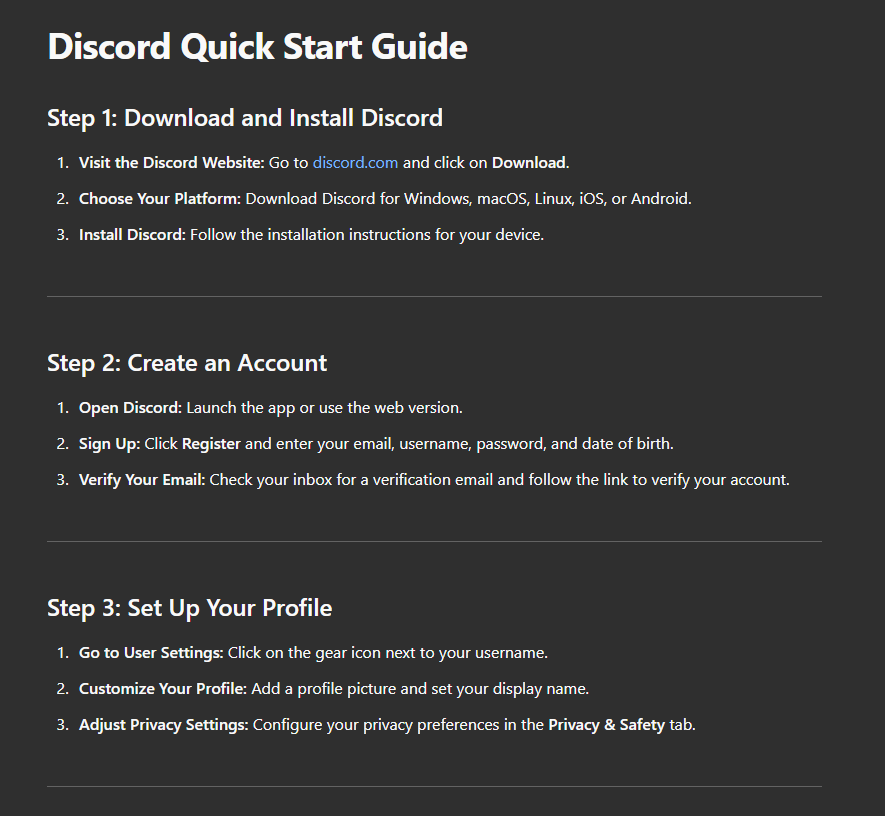 Discord Quick Start Guide
Step 1: Download and Install Discord
1. Visit the Discord Website: Go to discord.com and click on Download.
2. Choose Your Platform: Download Discord for Windows, macOS, Linux, iOS, or Android.
3. Install Discord: Follow the installation instructions for your device.
Step 2: Create an Account
1. Open Discord: Launch the app or use the web version.
2. Sign Up: Click Register and enter your email, username, password, and date of birth.
3. Verify Your Email: Check your inbox for a verification email and follow the link to verify your account.
Step 3: Set Up Your Profile
1. Go to User Settings: Click on the gear icon next to your username.
2. Customize Your Profile: Add a profile picture and set your display name.
3. Adjust Privacy Settings: Configure your privacy preferences in the Privacy & Safety tab.